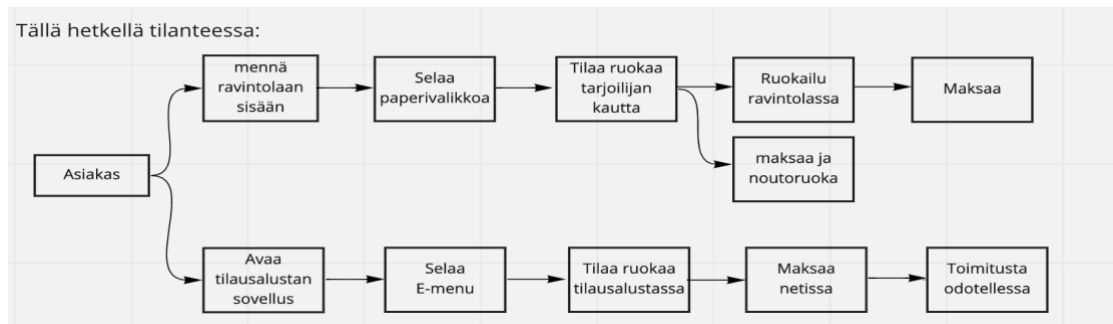 Tällä hetkellä tilanteessa:
mennä
ravintolaan
sisään
Selaa
paperivalikkoa
Tilaa ruokaa
tarjoilijan
kautta
Ruokailu
ravintolassa
Maksaa
maksaa ja
noutoruoka
Asiakas
Avaa
tilausalustan
sovellus
Selaa
E-menu
Tilaa ruokaa
tilausalustassa
Maksaa
netissa
Toimitusta
odotellessa